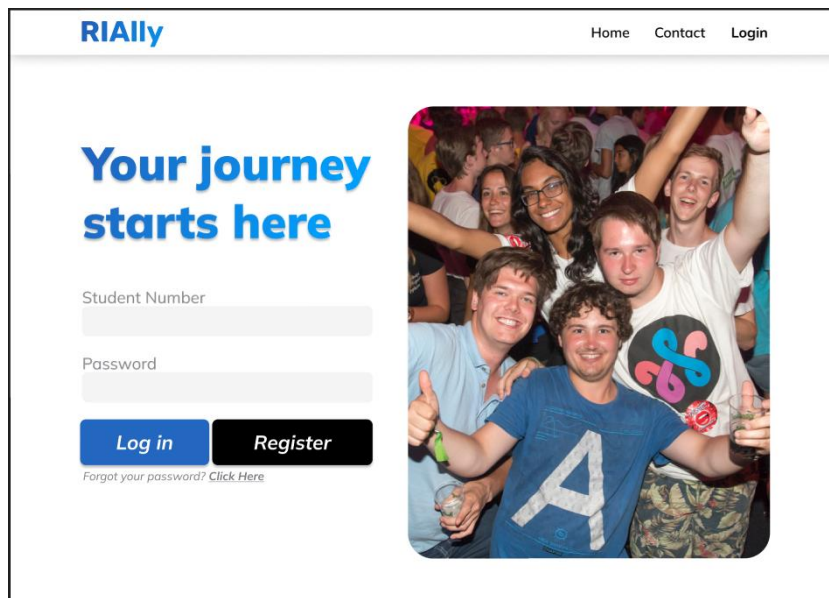 RIAlly
Home Contact Login
Your journey
starts here
Student Number
Password
Log in Register
Forgot your password? Click Here
A